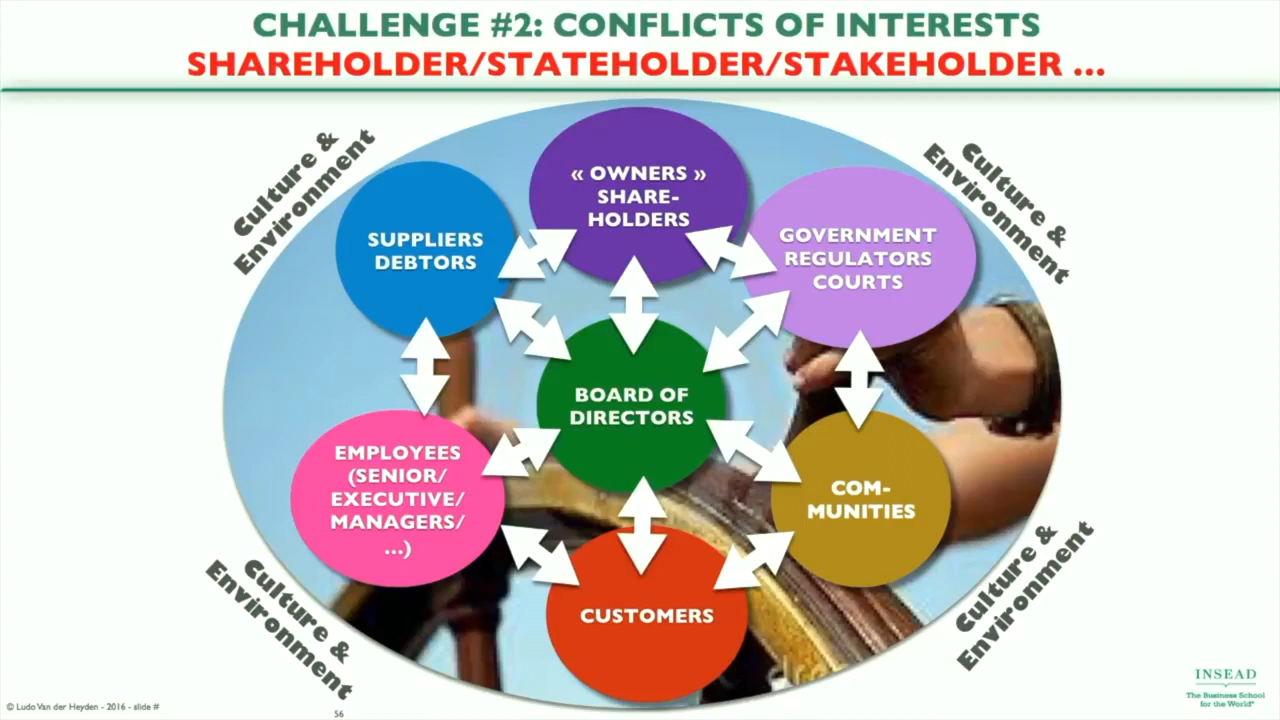 CHALLENGE #2: CONFLICTS OF INTERESTS
SHAREHOLDER/STATEHOLDER/STAKEHOLDER ...
Culture &
Environment
Culture &
Environment
« OWNERS »
SHARE-
HOLDERS
SUPPLIERS
DEBTORS
GOVERNMENT
REGULATORS
COURTS
BOARD OF
DIRECTORS
EMPLOYEES
(SENIOR/
EXECUTIVE/
MANAGERS/
...)
COM-
MUNITIES
CUSTOMERS
Culture &
Environment
Culture &
Environment
INSEAD
The Business School
for the World®
© Ludo Van der Heyden - 2016 - slide #
56